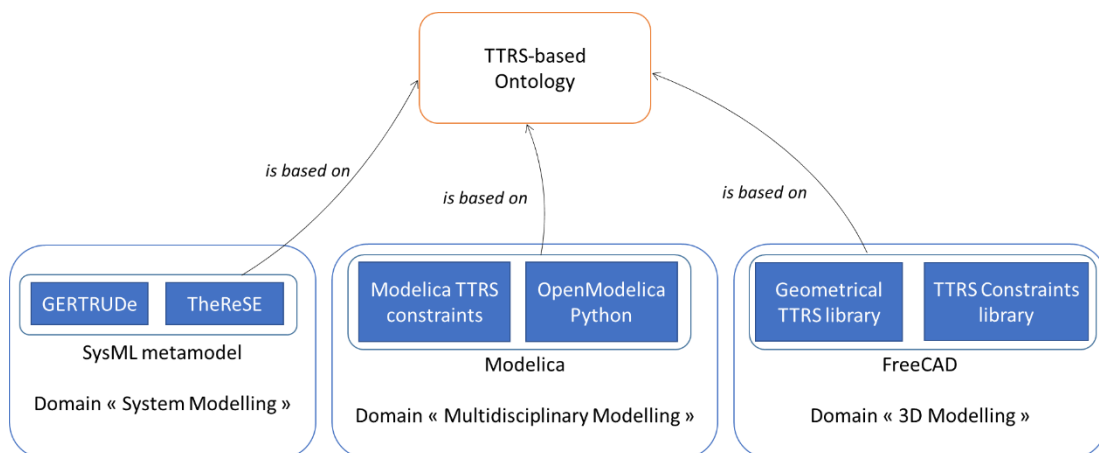 TTRS-based
Ontology
is based on
is based on
is based on
GERTRUDe
TheReSE
SysML metamodel
Domain « System Modelling »
Modelica TTRS
constraints
OpenModelica
Python
Modelica
Domain « Multidisciplinary Modelling »
Geometrical
TTRS library
TTRS Constraints
library
FreeCAD
Domain « 3D Modelling »